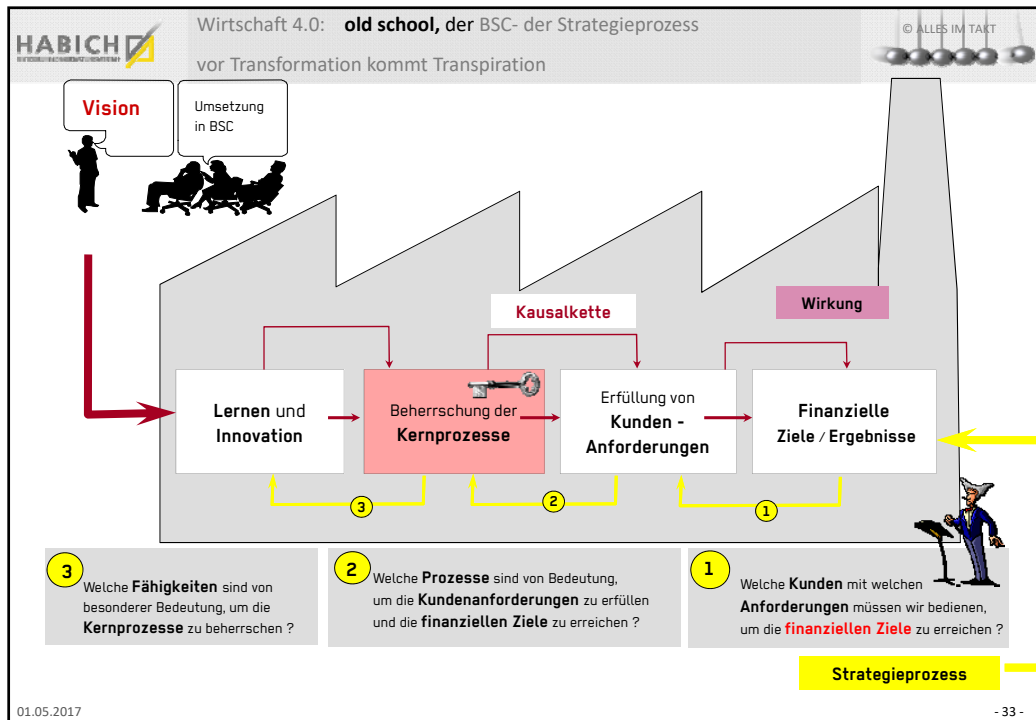 HABICH
Wirtschaft 4.0: old school, der BSC- der Strategieprozess
vor Transformation kommt Transpiration
© ALLES IM TAKT
Vision
Umsetzung
in BSC
Kausalkette
Wirkung
Lernen und
Innovation
Beherrschung der
Kernprozesse
Erfüllung von
Kunden -
Anforderungen
Finanzielle
Ziele / Ergebnisse
3
2
1
3
Welche Fähigkeiten sind von
besonderer Bedeutung, um die
Kernprozesse zu beherrschen ?
2
Welche Prozesse sind von Bedeutung,
um die Kundenanforderungen zu erfüllen
und die finanziellen Ziele zu erreichen ?
1
Welche Kunden mit welchen
Anforderungen müssen wir bedienen,
um die finanziellen Ziele zu erreichen ?
Strategieprozess
01.05.2017
- 33 -